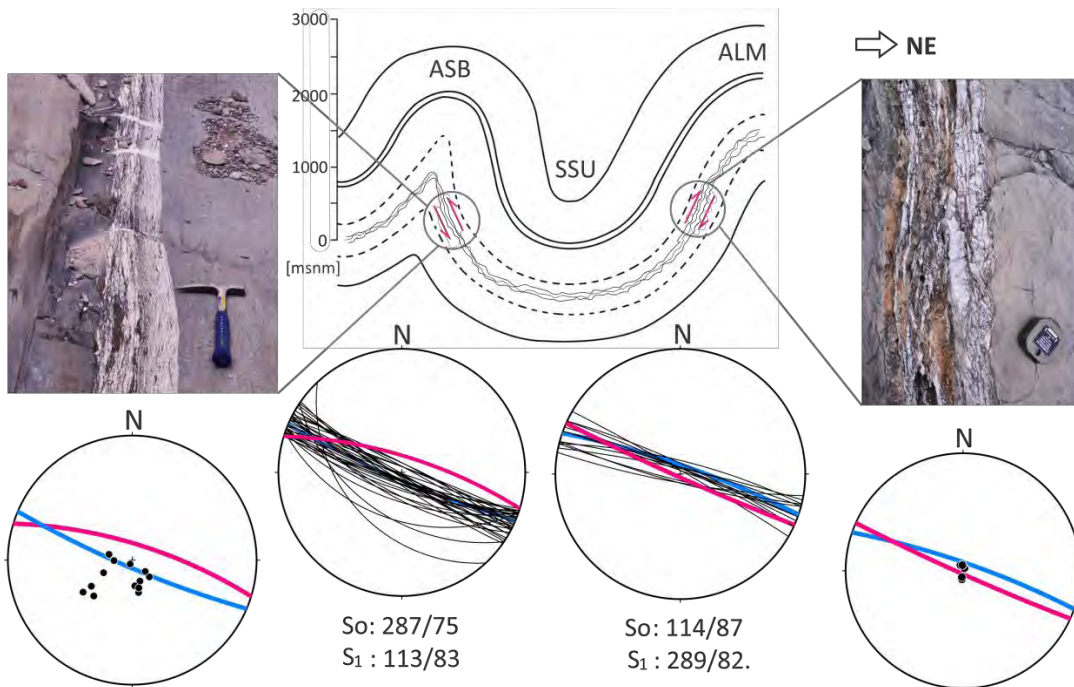 3000
2000
1000
0
[msnm]
ASB
SSU
ALM
NE
N
N
N
N
So: 287/75
S₁ : 113/83
So: 114/87
S₁ : 289/82.